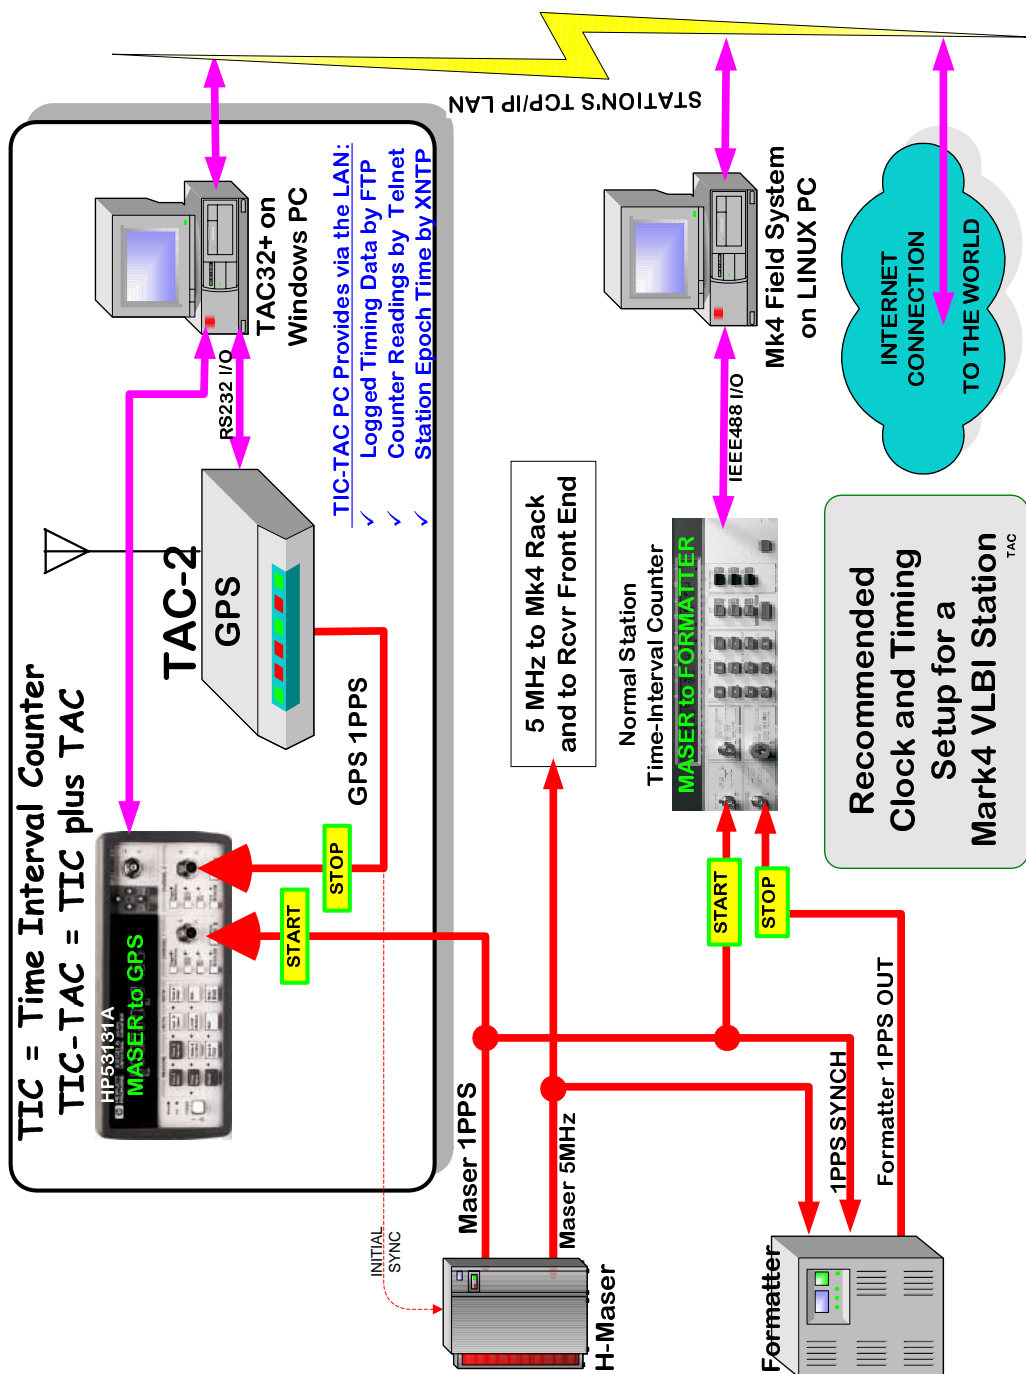 TIC = Time Interval Counter
TIC-TAC = TIC plus TAC
HP53131A
MASER to GPS
TAC-2
GPS
GPS 1PPS
STOP
START
RS232 I/O
TAC32+ on
Windows PC
TIC-TAC PC Provides via the LAN:
✓ Logged Timing Data by FTP
✓ Counter Readings by Telnet
✓ Station Epoch Time by XNTP
STATION'S TCP/IP LAN
INITIAL
SYNC
Maser 1PPS
Maser 5MHz
H-Maser
5 MHz to Mk4 Rack
and to Rcvr Front End
Normal Station
Time-Interval Counter
MASER to FORMATTER
START
STOP
IEEE488 I/O
Mk4 Field System
on LINUX PC
1PPS SYNCH
Formatter 1PPS OUT
Formatter
INTERNET
CONNECTION
TO THE WORLD
Recommended
Clock and Timing
Setup for a
Mark4 VLBI Station
TAC